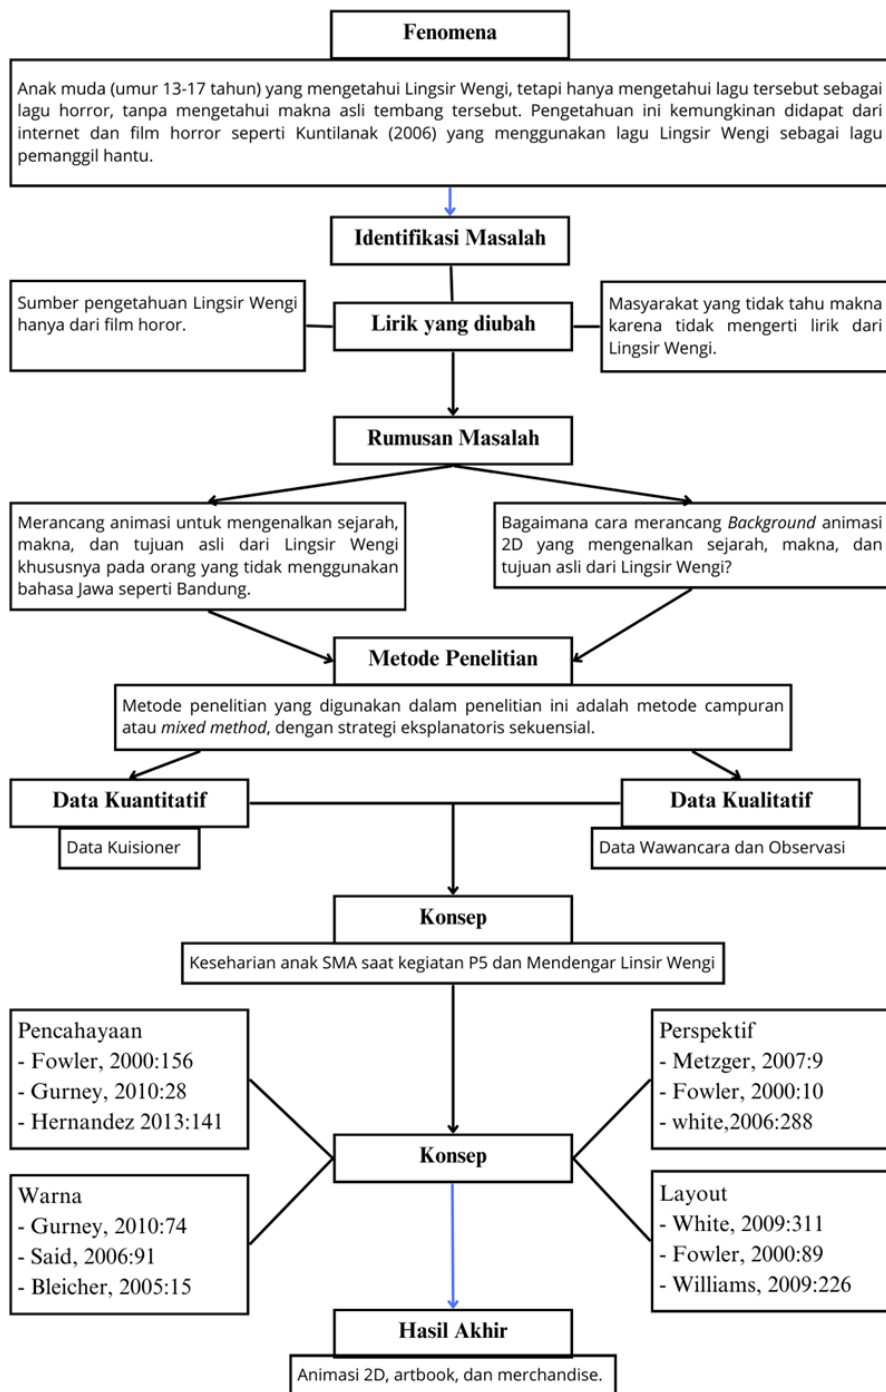 Fenomena
Anak muda (umur 13-17 tahun) yang mengetahui Lingsir Wengi, tetapi hanya mengetahui lagu tersebut sebagai
lagu horror, tanpa mengetahui makna asli tembang tersebut. Pengetahuan ini kemungkinan didapat dari
internet dan film horror seperti Kuntilanak (2006) yang menggunakan lagu Lingsir Wengi sebagai lagu
pemanggil hantu.
Identifikasi Masalah
Sumber pengetahuan Lingsir Wengi
hanya dari film horor.
Lirik yang diubah
Masyarakat yang tidak tahu makna
karena tidak mengerti lirik dari
Lingsir Wengi.
Rumusan Masalah
Merancang animasi untuk mengenalkan sejarah,
makna, dan tujuan asli dari Lingsir Wengi
khususnya pada orang yang tidak menggunakan
bahasa Jawa seperti Bandung.
Bagaimana cara merancang Background animasi
2D yang mengenalkan sejarah, makna, dan
tujuan asli dari Lingsir Wengi?
Metode Penelitian
Metode penelitian yang digunakan dalam penelitian ini adalah metode campuran
atau mixed method, dengan strategi eksplanatoris sekuensial.
Data Kuantitatif
Data Kuisioner
Data Kualitatif
Data Wawancara dan Observasi
Konsep
Keseharian anak SMA saat kegiatan P5 dan Mendengar Linsir Wengi
Pencahayaan
- Fowler, 2000:156
- Gurney, 2010:28
- Hernandez 2013:141
Perspektif
- Metzger, 2007:9
- Fowler, 2000:10
- white,2006:288
Konsep
Warna
- Gurney, 2010:74
- Said, 2006:91
- Bleicher, 2005:15
Layout
- White, 2009:311
- Fowler, 2000:89
- Williams, 2009:226
Hasil Akhir
Animasi 2D, artbook, dan merchandise.